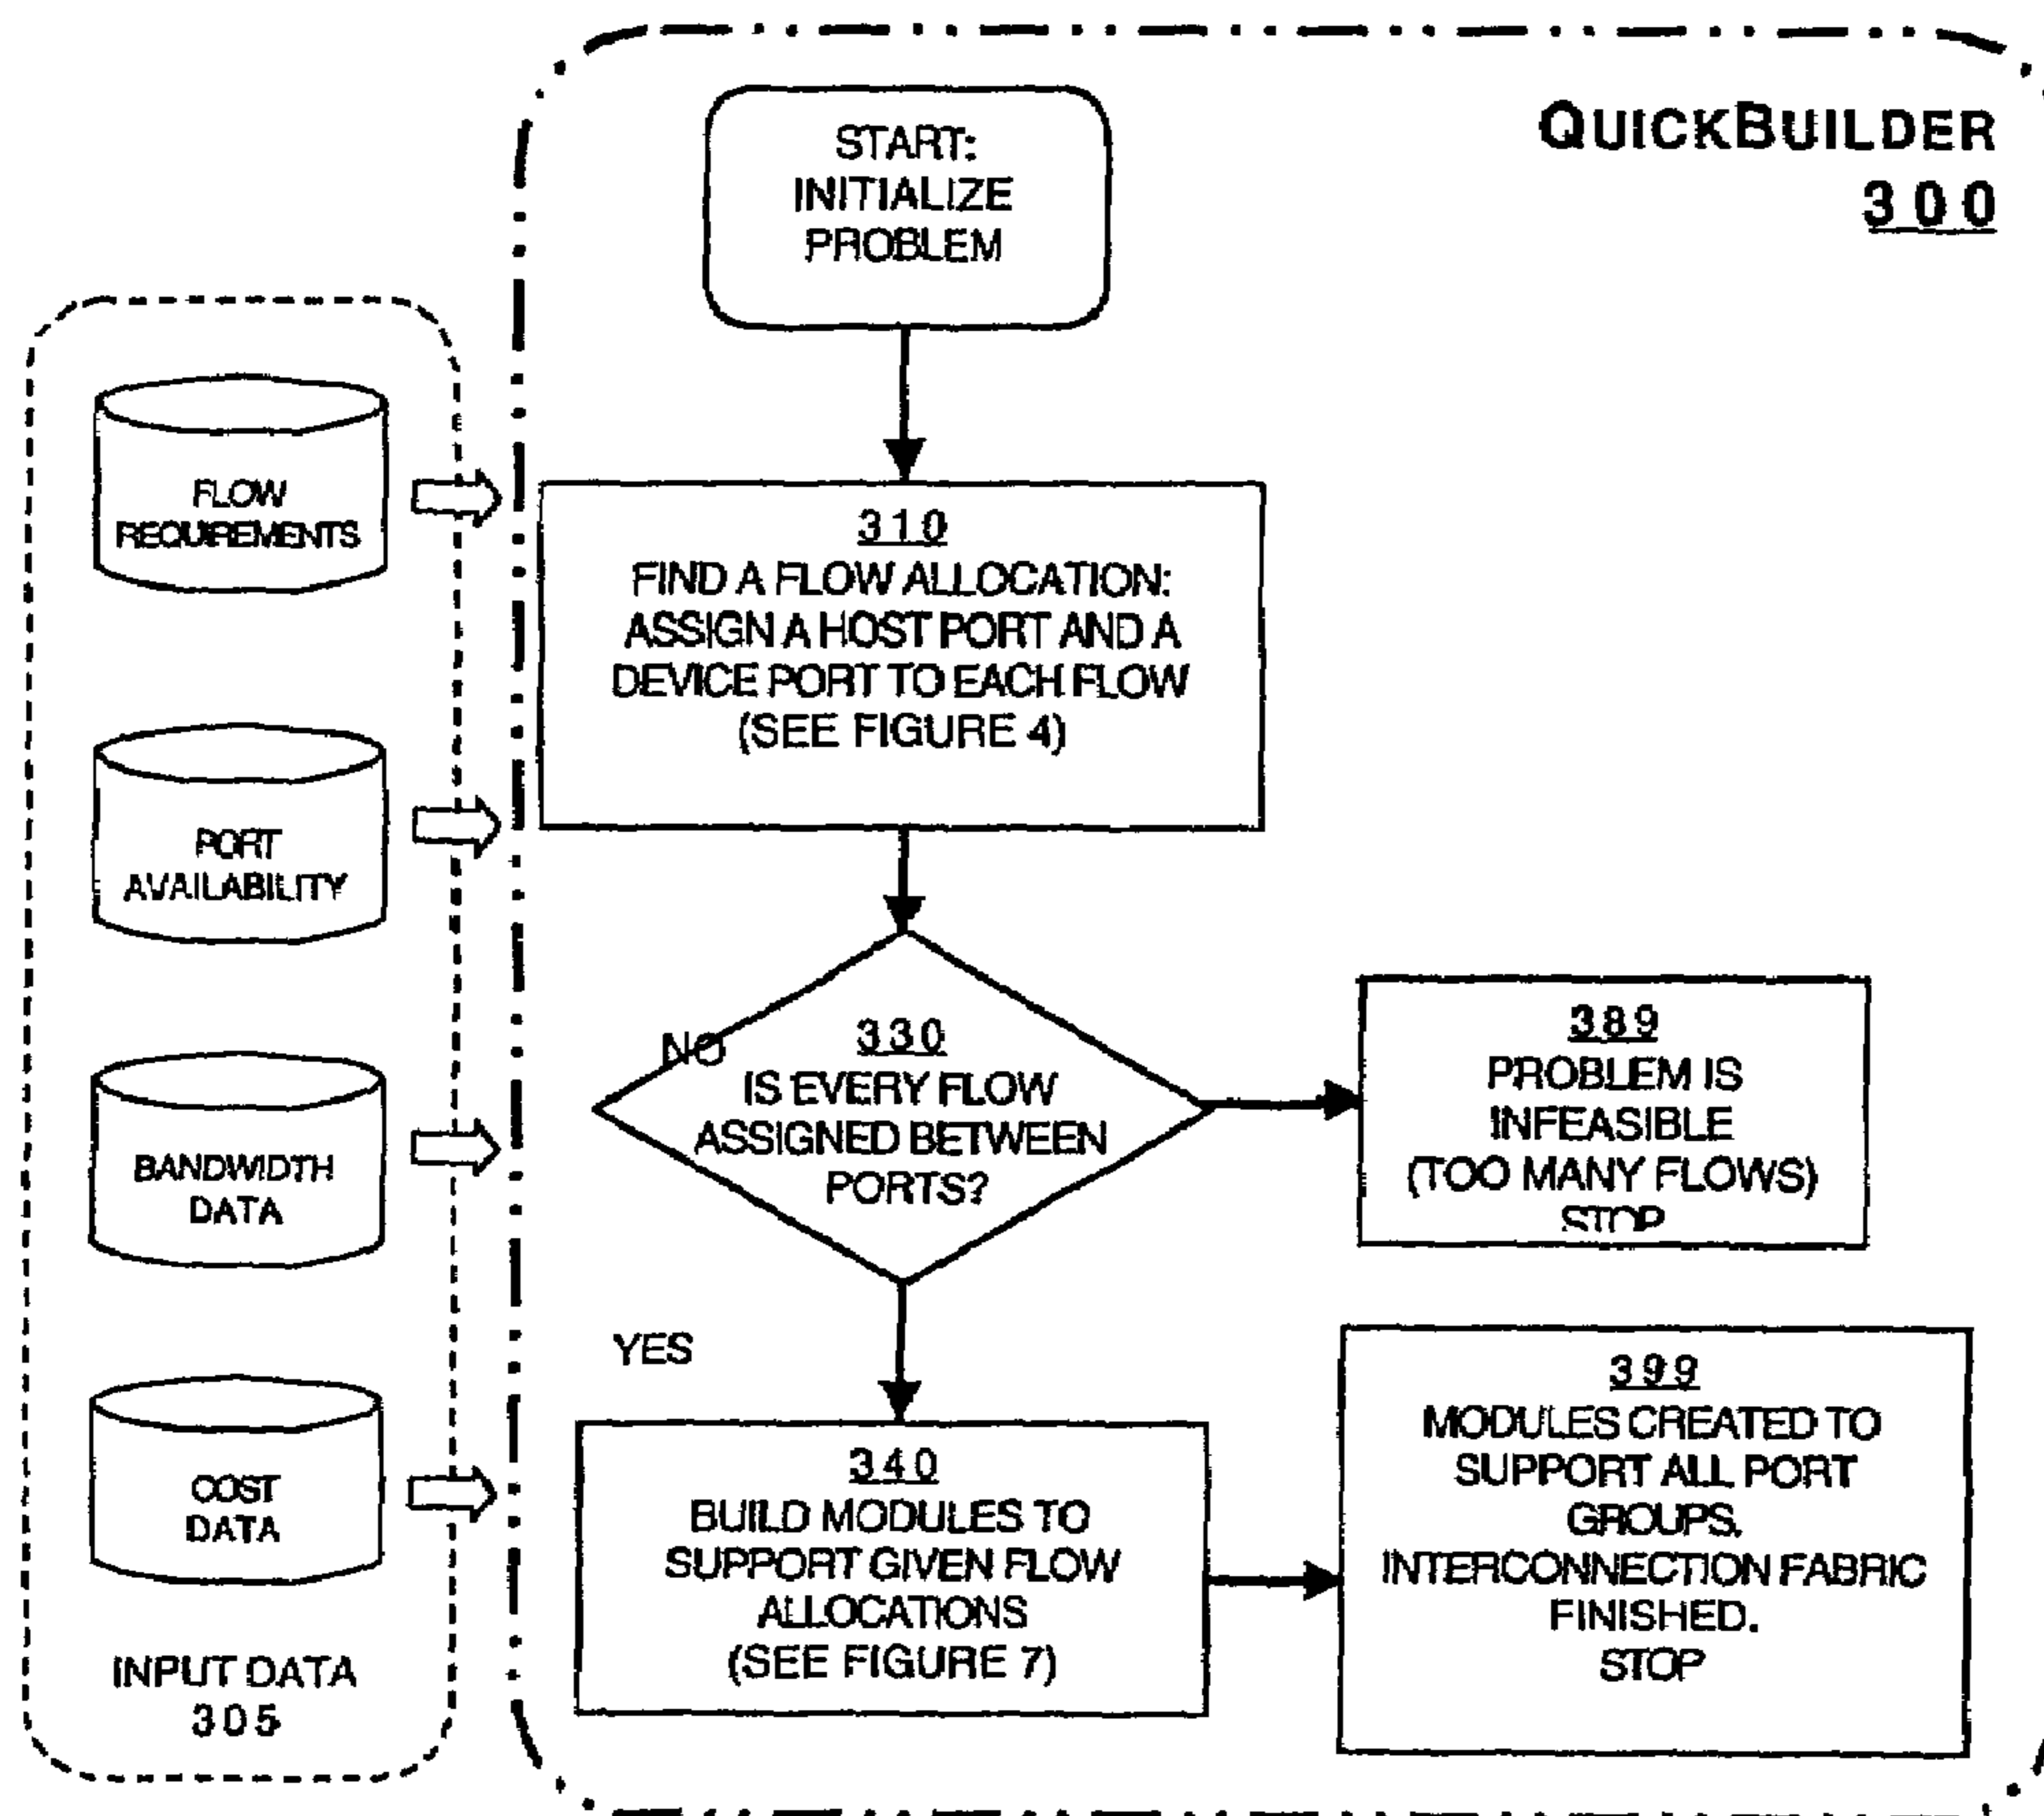 QUICKBUILDER
300
START:
INITIALIZE
PROBLEM
FLOW
REQUIREMENTS
PORT
AVAILABILITY
BANDWIDTH
DATA
COST
DATA
INPUT DATA
305
310
FIND A FLOW ALLOCATION:
ASSIGN A HOST PORT AND A
DEVICE PORT TO EACH FLOW
(SEE FIGURE 4)
NO
330
IS EVERY FLOW
ASSIGNED BETWEEN
PORTS?
389
PROBLEM IS
INFEASIBLE
(TOO MANY FLOWS)
STOP
YES
340
BUILD MODULES TO
SUPPORT GIVEN FLOW
ALLOCATIONS
(SEE FIGURE 7)
399
MODULES CREATED TO
SUPPORT ALL PORT
GROUPS.
INTERCONNECTION FABRIC
FINISHED.
STOP